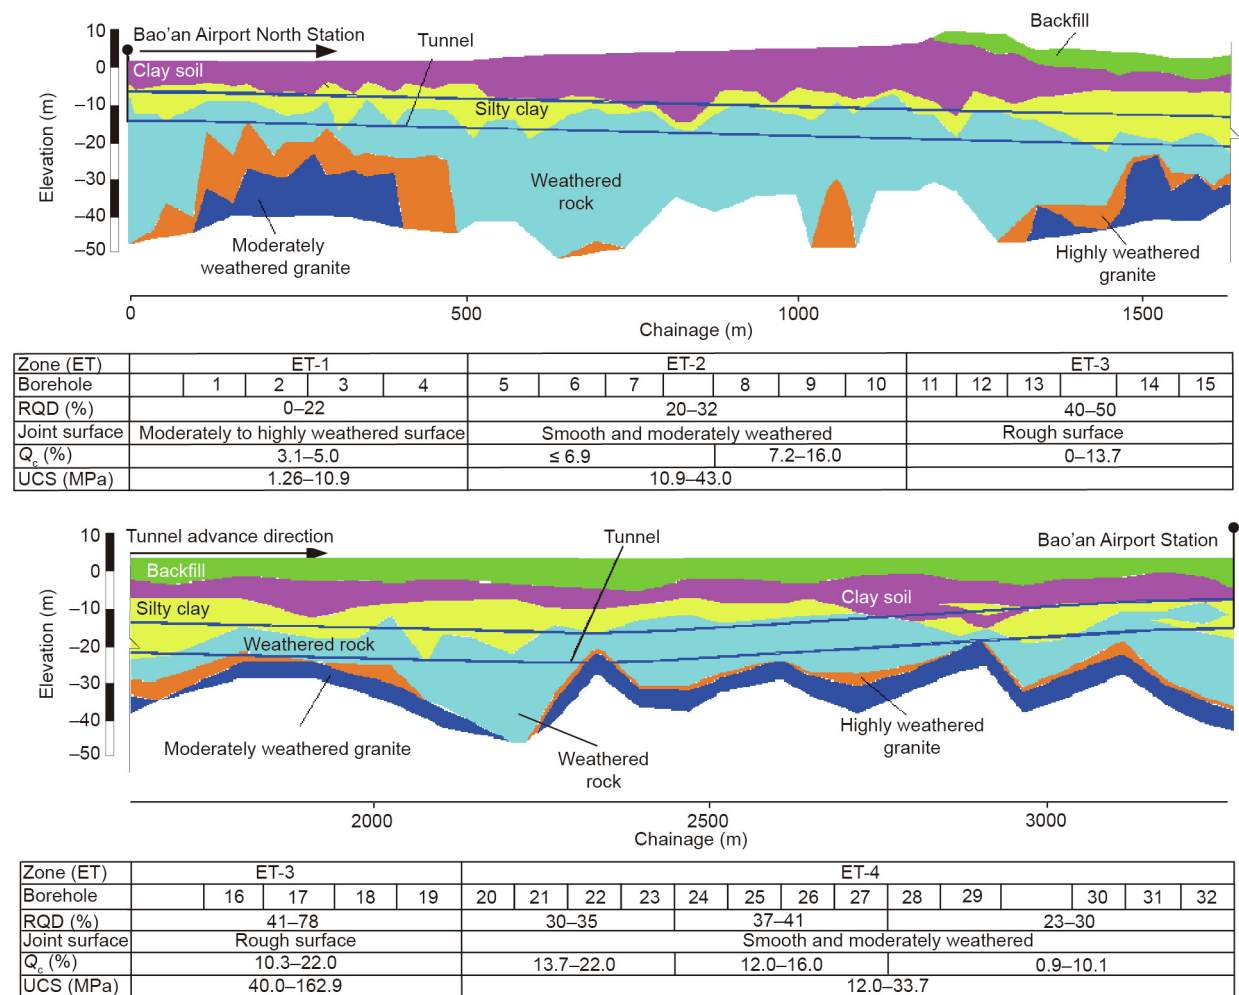 10
0
–10
–20
–30
–40
–50
Elevation (m)
Bao’an Airport North Station
Tunnel
Backfill
Clay soil
Silty clay
Weathered
rock
Moderately
weathered granite
Highly weathered
granite
0
500
1000
1500
Chainage (m)
Zone (ET) ET-1 ET-2 ET-3
Borehole 1 2 3 4 5 6 7 8 9 10 11 12 13 14 15
RQD (%) 0–22 20–32 40–50
Joint surface Moderately to highly weathered surface Smooth and moderately weathered Rough surface
Qc (%) 3.1–5.0 ≤ 6.9 7.2–16.0 0–13.7
UCS (MPa) 1.26–10.9 10.9–43.0
10
0
–10
–20
–30
–40
–50
Elevation (m)
Tunnel advance direction
Tunnel
Bao’an Airport Station
Backfill
Clay soil
Silty clay
Weathered rock
Moderately weathered granite
Weathered
rock
Highly weathered
granite
2000
2500
3000
Chainage (m)
Zone (ET) ET-3 ET-4
Borehole 16 17 18 19 20 21 22 23 24 25 26 27 28 29 30 31 32
RQD (%) 41–78 30–35 37–41 23–30
Joint surface Rough surface Smooth and moderately weathered
Qc (%) 10.3–22.0 13.7–22.0 12.0–16.0 0.9–10.1
UCS (MPa) 40.0–162.9 12.0–33.7